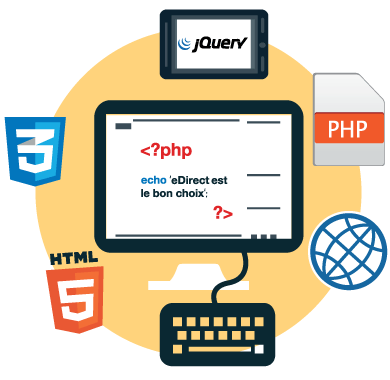 jQuery
<?php
echo 'eDirect est
le bon choix';
?>
PHP
3
HTML
5